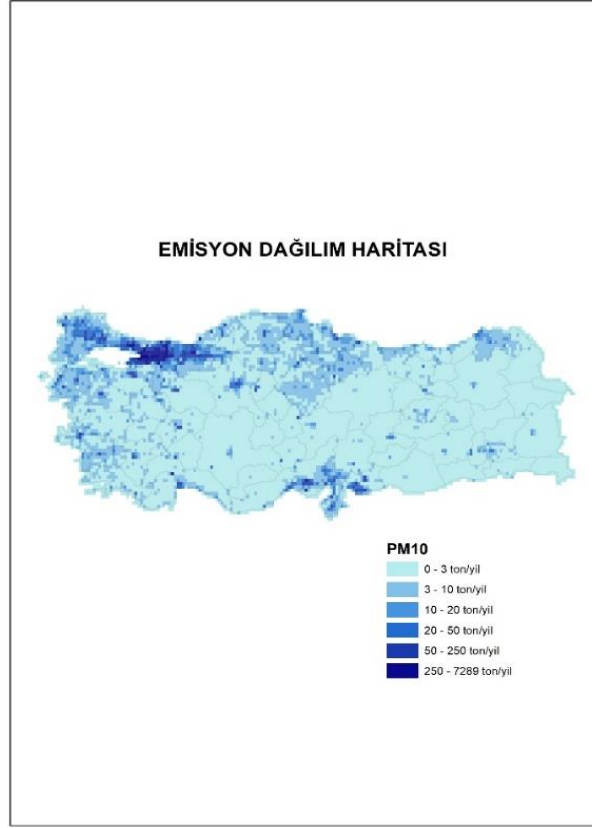 EMİSYON DAĞILIM HARİTASI
PM10
0 - 3 ton/yil
3 - 10 ton/yil
10 - 20 ton/yil
20 - 50 ton/yil
50 - 250 ton/yil
250 - 7289 ton/yil